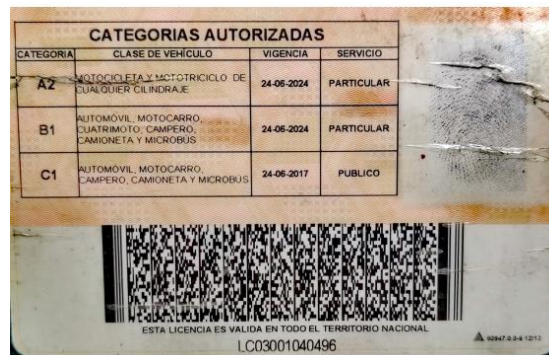 CATEGORIAS AUTORIZADAS
CATEGORIA CLASE DE VEHÍCULO VIGENCIA SERVICIO
A2 MOTOCICLETA Y MOTOTRICICLO DE CUALQUIER CILINDRAJE 24-06-2024 PARTICULAR
B1 AUTOMÓVIL, MOTOCARRO, CUATRIMOTO, CAMPERO, CAMIONETA Y MICROBÚS 24-06-2024 PARTICULAR
C1 AUTOMÓVIL, MOTOCARRO, CAMPERO, CAMIONETA Y MICROBÚS 24-06-2017 PUBLICO
ESTA LICENCIA ES VALIDA EN TODO EL TERRITORIO NACIONAL
LC03001040496